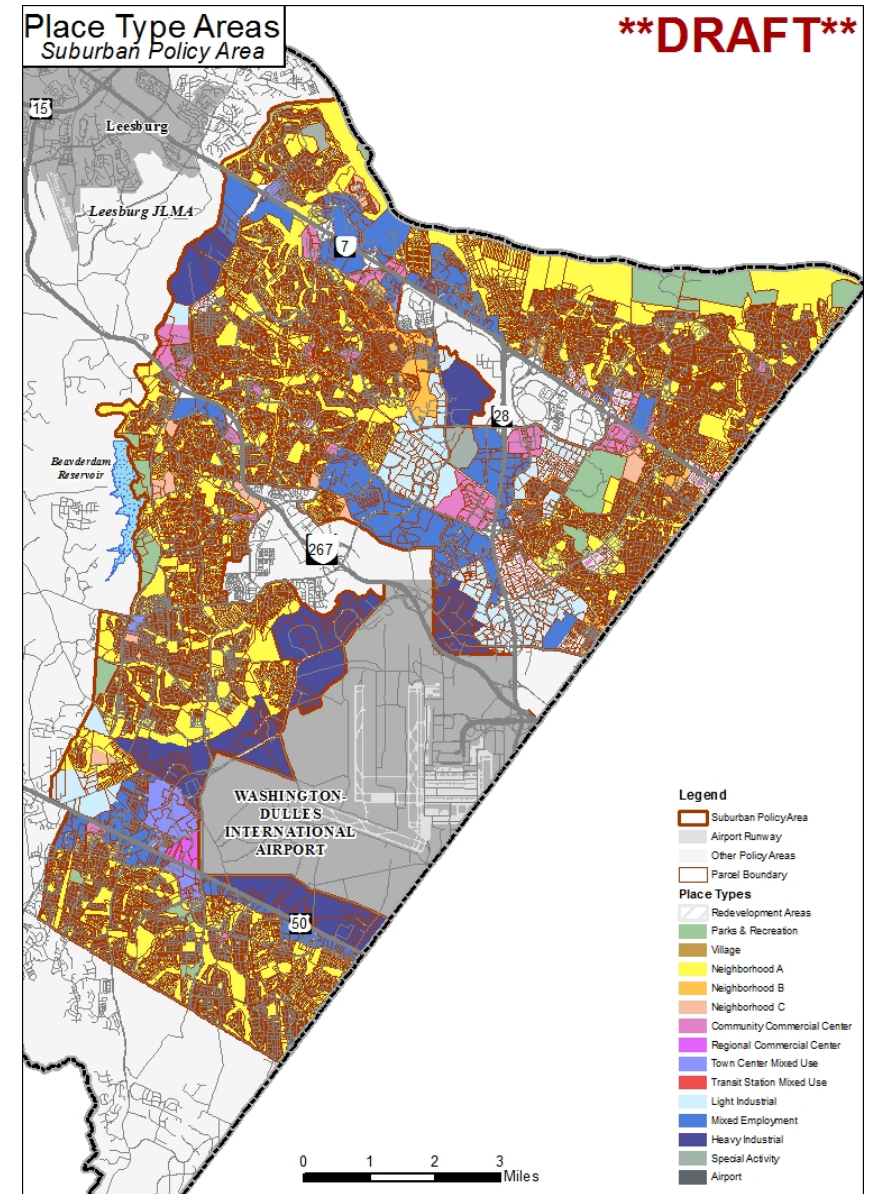 Place Type Areas
Suburban Policy Area
**DRAFT**
15
Leesburg
Leesburg JLMA
7
28
Beaverdam
Reservoir
267
WASHINGTON-
DULLES
INTERNATIONAL
AIRPORT
50
Legend
Suburban Policy Area
Airport Runway
Other Policy Areas
Parcel Boundary
Place Types
Redevelopment Areas
Parks & Recreation
Village
Neighborhood A
Neighborhood B
Neighborhood C
Community Commercial Center
Regional Commercial Center
Town Center Mixed Use
Transit Station Mixed Use
Light Industrial
Mixed Employment
Heavy Industrial
Special Activity
Airport
0 1 2 3
Miles